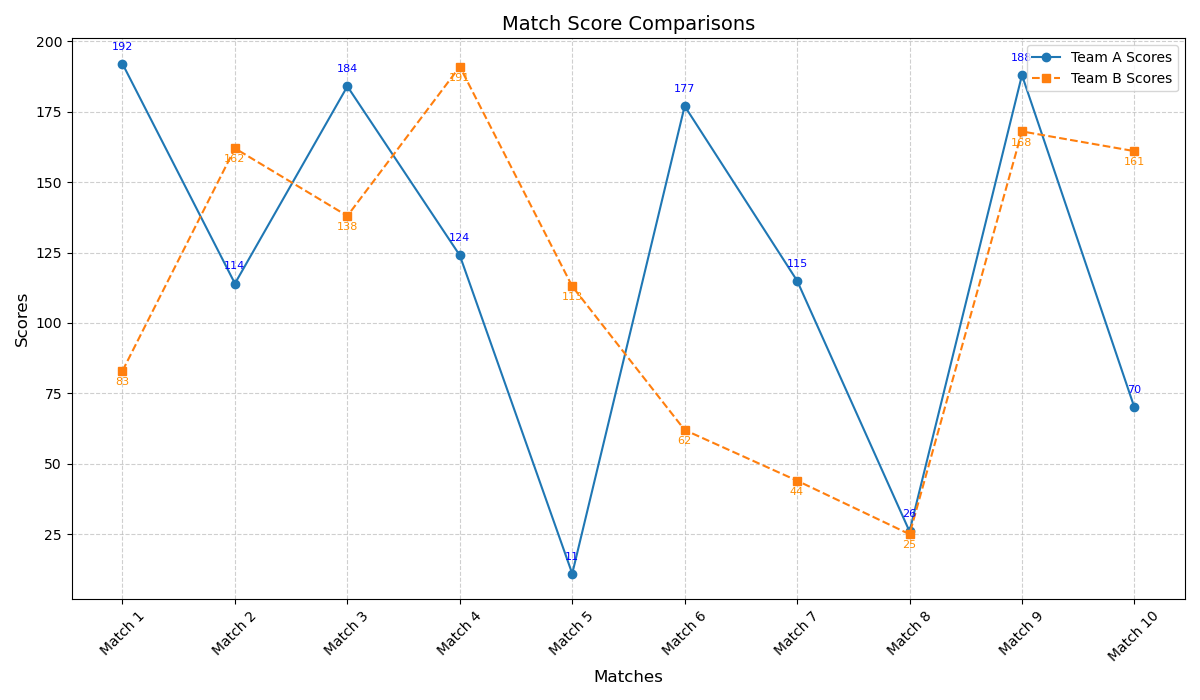 Match Score Comparisons
Team A Scores
Team B Scores
Scores
200
175
150
125
100
75
50
25
192
114
184
124
11
177
115
26
188
70
83
162
138
191
113
62
44
25
168
161
Match 1
Match 2
Match 3
Match 4
Match 5
Match 6
Match 7
Match 8
Match 9
Match 10
Matches